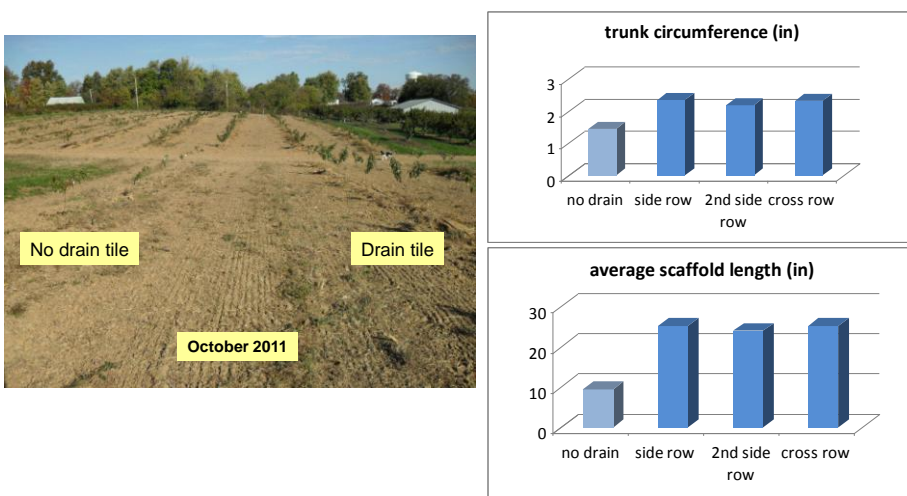 No drain tile
Drain tile
October 2011
trunk circumference (in)
3
2
1
0
no drain
side row
2nd side
row
cross row
average scaffold length (in)
30
20
10
0
no drain
side row
2nd side
row
cross row